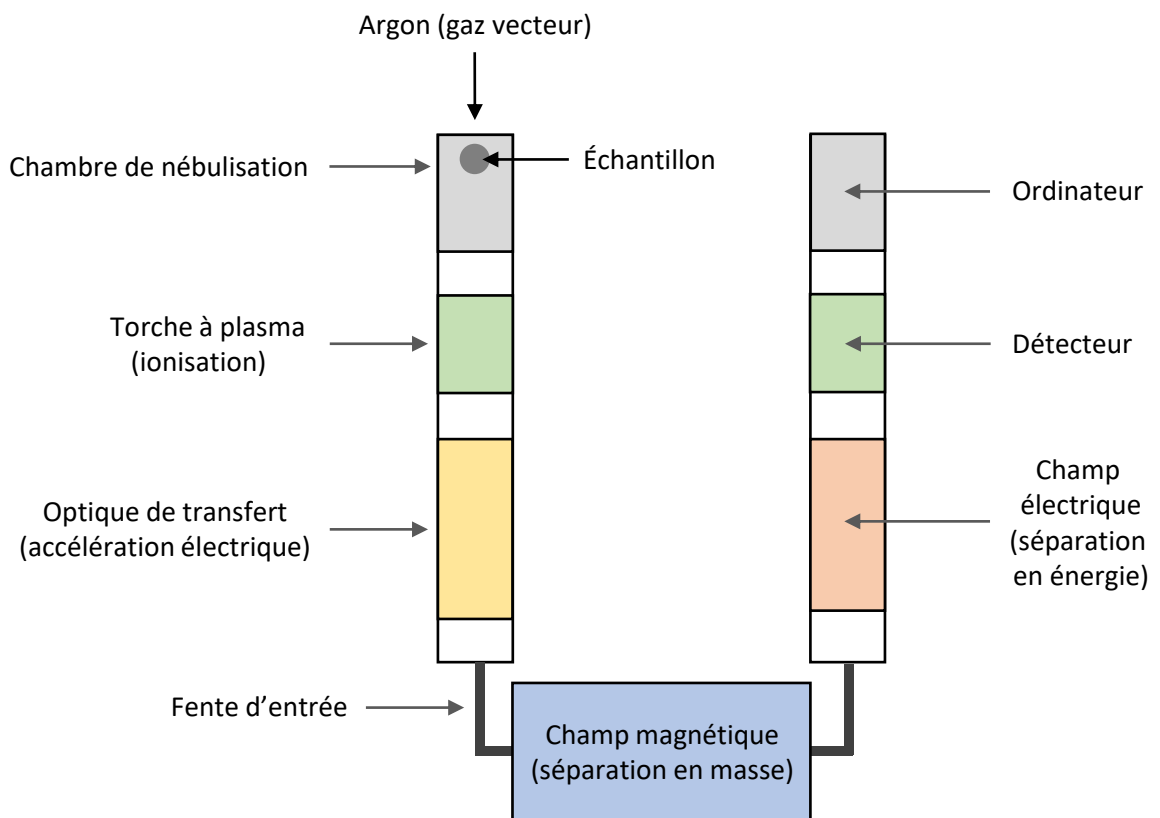 Argon (gaz vecteur)
Chambre de nébulisation
Échantillon
Ordinateur
Torche à plasma
(ionisation)
Détecteur
Optique de transfert
(accélération électrique)
Champ
électrique
(séparation
en énergie)
Fente d’entrée
Champ magnétique
(séparation en masse)